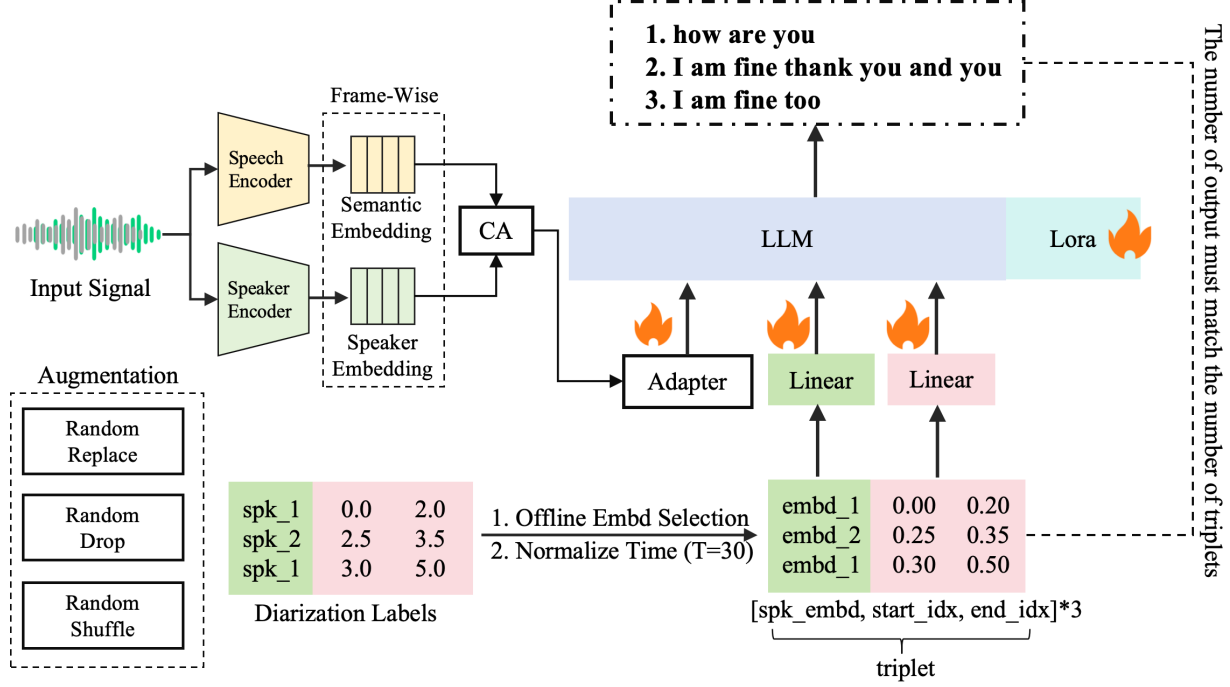 1. how are you
2. I am fine thank you and you
3. I am fine too
The number of output must match the number of triplets
Frame-Wise
Speech
Encoder
Semantic
Embedding
CA
LLM
Lora
Input Signal
Speaker
Encoder
Speaker
Embedding
Adapter
Linear
Linear
Augmentation
Random
Replace
Random
Drop
Random
Shuffle
spk_1 0.0 2.0
spk_2 2.5 3.5
spk_1 3.0 5.0
Diarization Labels
1. Offline Embd Selection
2. Normalize Time (T=30)
embd_1 0.00 0.20
embd_2 0.25 0.35
embd_1 0.30 0.50
[spk_embd, start_idx, end_idx]*3
triplet